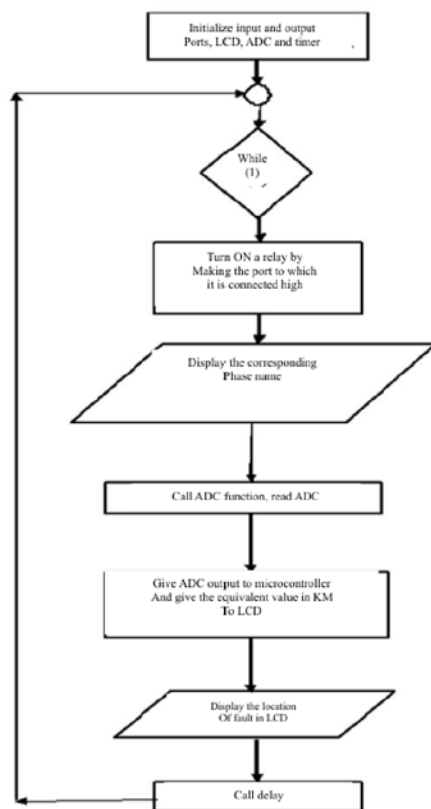 Initialize input and output
Ports, LCD, ADC and timer
While
(1)
Turn ON a relay by
Making the port to which
it is connected high
Display the corresponding
Phase name
Call ADC function, read ADC
Give ADC output to microcontroller
And give the equivalent value in KM
To LCD
Display the location
Of fault in LCD
Call delay